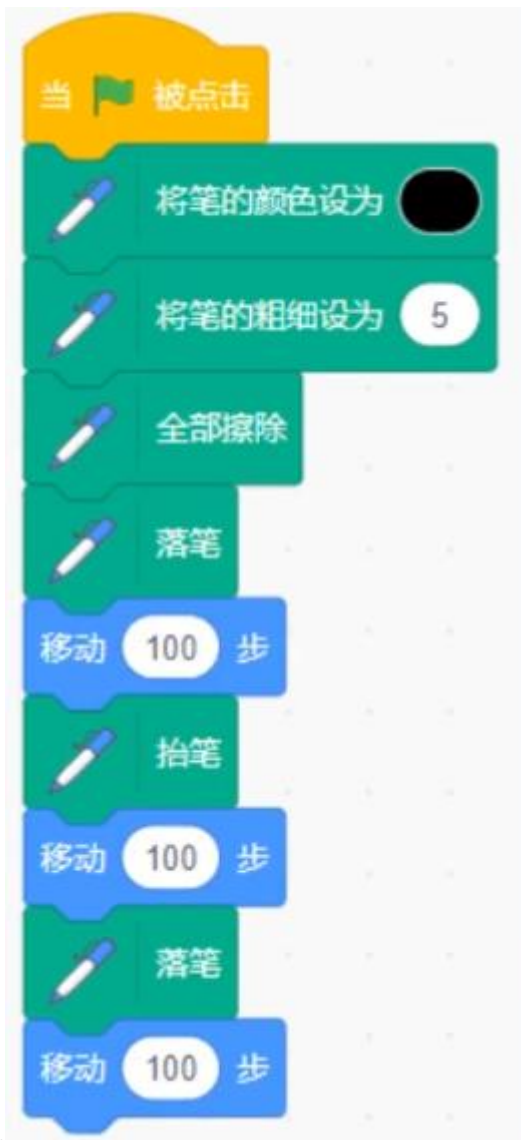 当 被点击
将笔的颜色设为
将笔的粗细设为 5
全部擦除
落笔
移动 100 步
抬笔
移动 100 步
落笔
移动 100 步